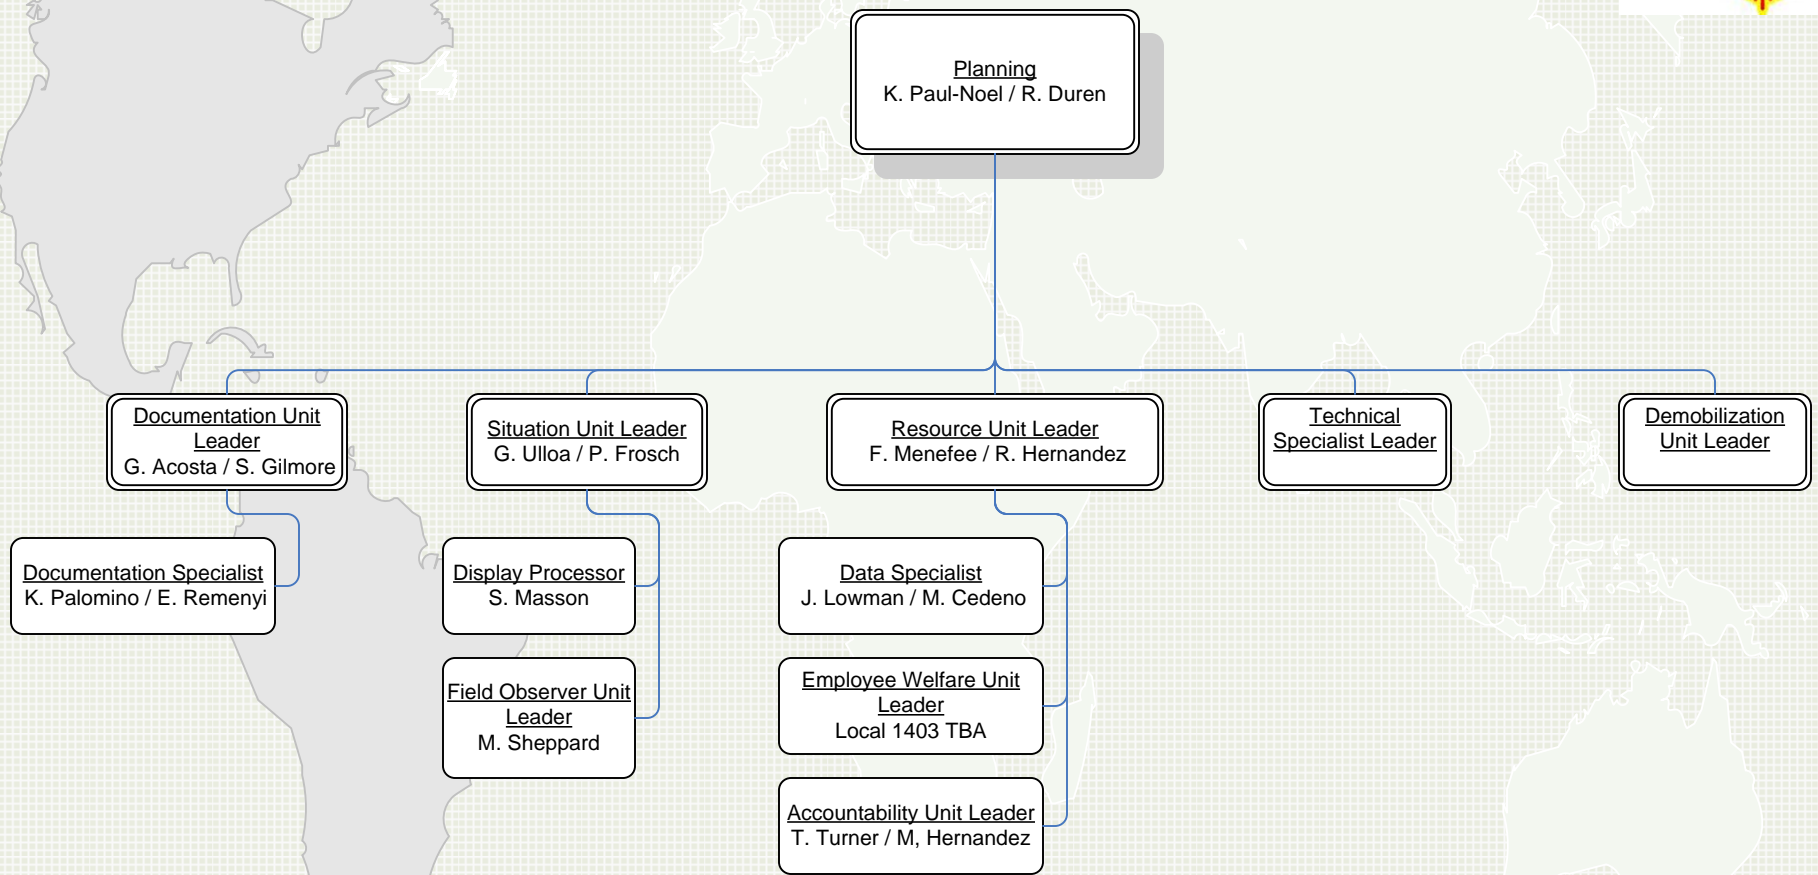 Planning
K. Paul-Noel / R. Duren
Documentation Unit
Leader
G. Acosta / S. Gilmore
Situation Unit Leader
G. Ulloa / P. Frosch
Resource Unit Leader
F. Menefee / R. Hernandez
Technical
Specialist Leader
Demobilization
Unit Leader
Documentation Specialist
K. Palomino / E. Remenyi
Display Processor
S. Masson
Field Observer Unit
Leader
M. Sheppard
Data Specialist
J. Lowman / M. Cedeno
Employee Welfare Unit
Leader
Local 1403 TBA
Accountability Unit Leader
T. Turner / M, Hernandez